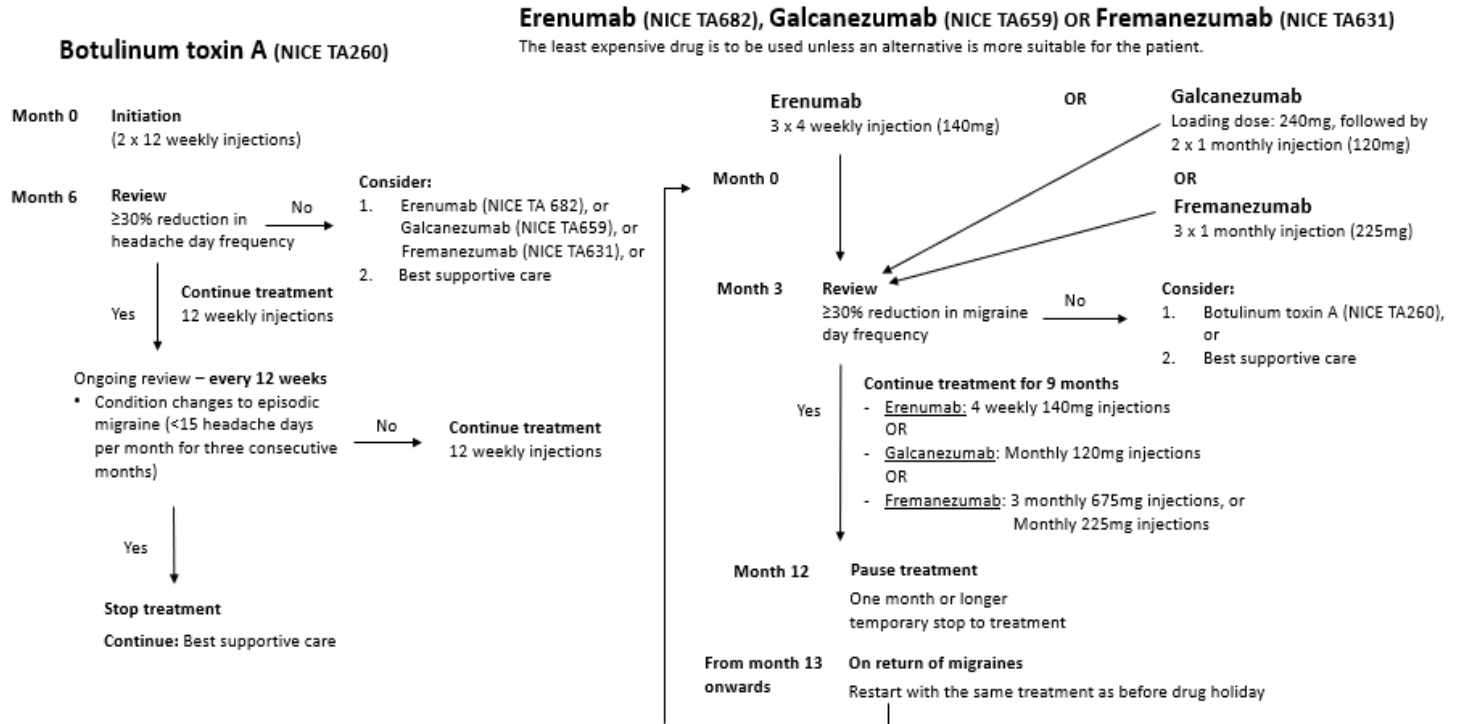 Botulinum toxin A (NICE TA260)
Month 0 Initiation
(2 x 12 weekly injections)
Month 6 Review
≥30% reduction in
headache day frequency
No
Consider:
1. Erenumab (NICE TA 682), or
Galcanezumab (NICE TA659), or
Fremanezumab (NICE TA631), or
2. Best supportive care
Yes
Continue treatment
12 weekly injections
Ongoing review – every 12 weeks
• Condition changes to episodic
migraine (<15 headache days
per month for three consecutive
months)
No
Continue treatment
12 weekly injections
Yes
Stop treatment
Continue: Best supportive care
Erenumab (NICE TA682), Galcanezumab (NICE TA659) OR Fremanezumab (NICE TA631)
The least expensive drug is to be used unless an alternative is more suitable for the patient.
Erenumab
3 x 4 weekly injection (140mg)
OR
Galcanezumab
Loading dose: 240mg, followed by
2 x 1 monthly injection (120mg)
OR
Fremanezumab
3 x 1 monthly injection (225mg)
Month 0
Month 3 Review
≥30% reduction in migraine
day frequency
No
Consider:
1. Botulinum toxin A (NICE TA260),
or
2. Best supportive care
Yes
Continue treatment for 9 months
- Erenumab: 4 weekly 140mg injections
OR
- Galcanezumab: Monthly 120mg injections
OR
- Fremanezumab: 3 monthly 675mg injections, or
Monthly 225mg injections
Month 12 Pause treatment
One month or longer
temporary stop to treatment
From month 13 On return of migraines
onwards Restart with the same treatment as before drug holiday